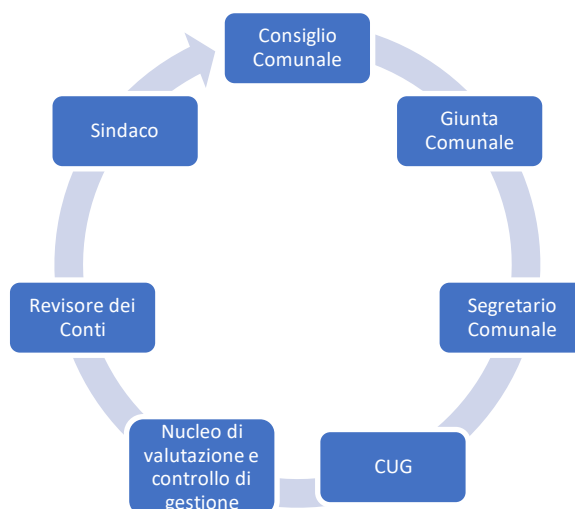 Consiglio
Comunale
Giunta
Comunale
Segretario
Comunale
CUG
Nucleo di
valutazione e
controllo di
gestione
Revisore dei
Conti
Sindaco